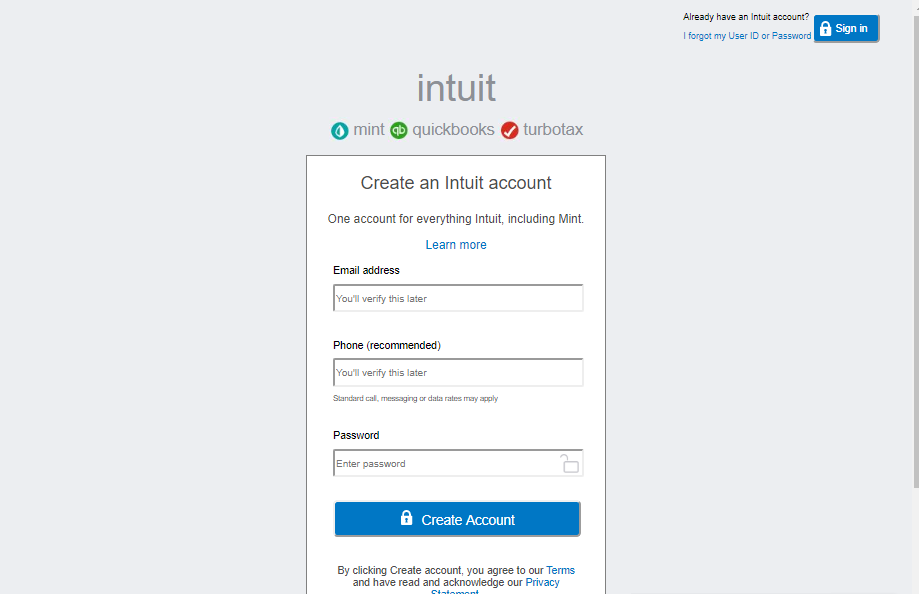 Already have an Intuit account?
I forgot my User ID or Password
Sign in
intuit
mint qb quickbooks turbotax
Create an Intuit account
One account for everything Intuit, including Mint.
Learn more
Email address
You'll verify this later
Phone (recommended)
You'll verify this later
Standard call, messaging or data rates may apply
Password
Enter password
Create Account
By clicking Create account, you agree to our Terms
and have read and acknowledge our Privacy
Statement